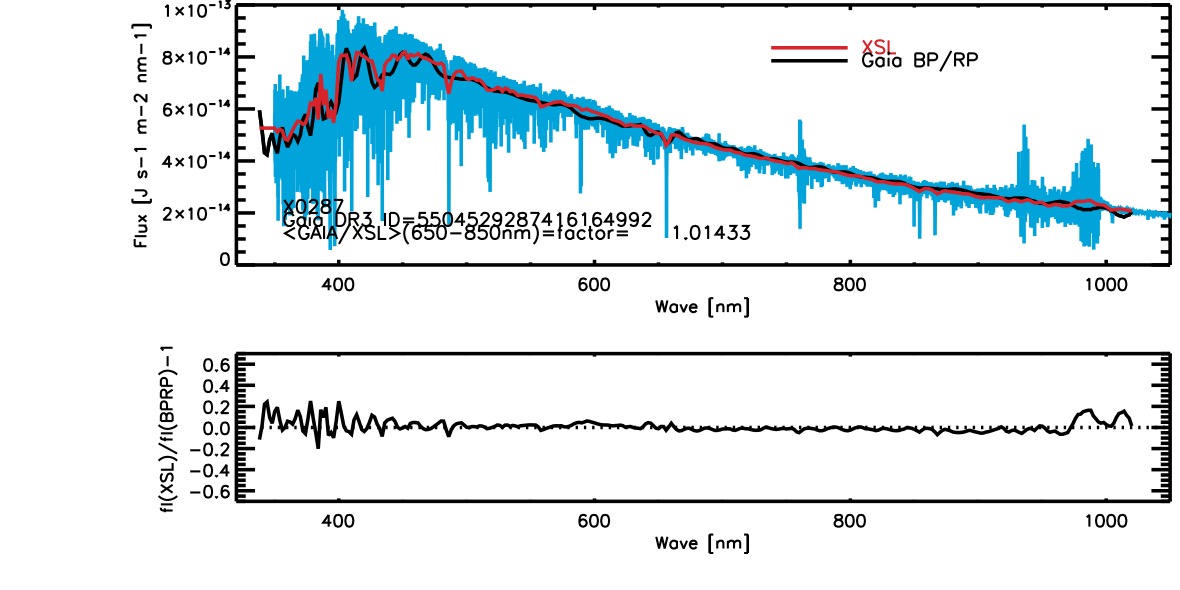 1×10⁻¹³
8×10⁻¹⁴
6×10⁻¹⁴
4×10⁻¹⁴
2×10⁻¹⁴
0
Flux [J s−1 m−2 nm−1]
XSL
Gaia BP/RP
X0287
Gaia DR3 ID=5504529287416164992
<GAIA/XSL>(650−850nm)=factor= 1.01433
400 600 800 1000
Wave [nm]
0.6
0.4
0.2
0.0
−0.2
−0.4
−0.6
fl(XSL)/fl(BPRP)−1
400 600 800 1000
Wave [nm]